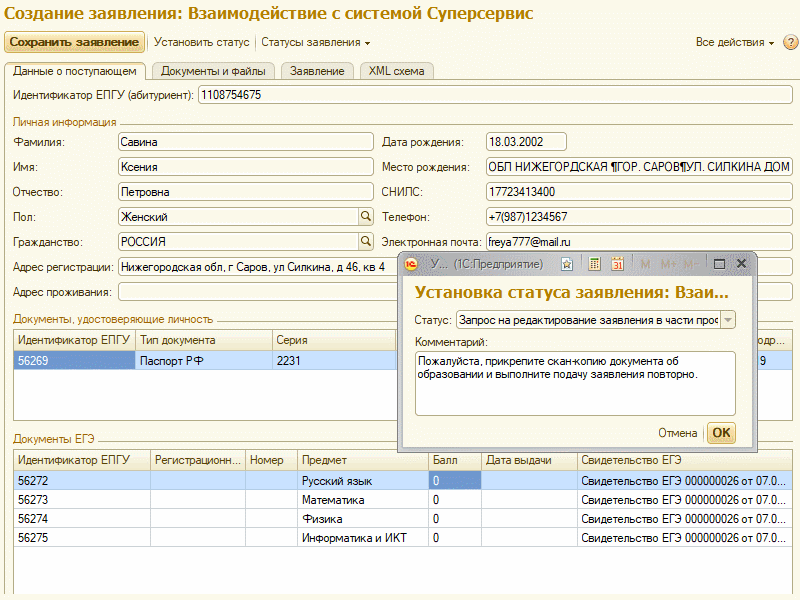 Создание заявления: Взаимодействие с системой Суперсервис
Сохранить заявление Установить статус Статусы заявления Все действия ?
Данные о поступающем Документы и файлы Заявление XML схема
Идентификатор ЕПГУ (абитуриент): 1108754675
Личная информация
Фамилия: Савина Дата рождения: 18.03.2002
Имя: Ксения Место рождения: ОБЛ НИЖЕГОРДСКАЯ ¶ГОР. САРОВ¶УЛ. СИЛКИНА ДОМ
Отчество: Петровна СНИЛС: 17723413400
Пол: Женский Телефон: +7(987)1234567
Гражданство: РОССИЯ Электронная почта: freya777@mail.ru
Адрес регистрации: Нижегородская обл, г Саров, ул Силкина, д 46, кв 4
Адрес проживания:
У... (1С:Предприятие) 31 M M+ M-
Установка статуса заявления: Взаи...
Статус: Запрос на редактирование заявления в части прос
Комментарий:
Пожалуйста, прикрепите скан-копию документа об
образовании и выполните подачу заявления повторно.
Отмена OK
Документы, удостоверяющие личность
Идентификатор ЕПГУ Тип документа Серия одр...
56269 Паспорт РФ 2231 9
Документы ЕГЭ
Идентификатор ЕПГУ Регистрационн... Номер Предмет Балл Дата выдачи Свидетельство ЕГЭ
56272 Русский язык 0 Свидетельство ЕГЭ 000000026 от 07.0...
56273 Математика 0 Свидетельство ЕГЭ 000000026 от 07.0...
56274 Физика 0 Свидетельство ЕГЭ 000000026 от 07.0...
56275 Информатика и ИКТ 0 Свидетельство ЕГЭ 000000026 от 07.0...